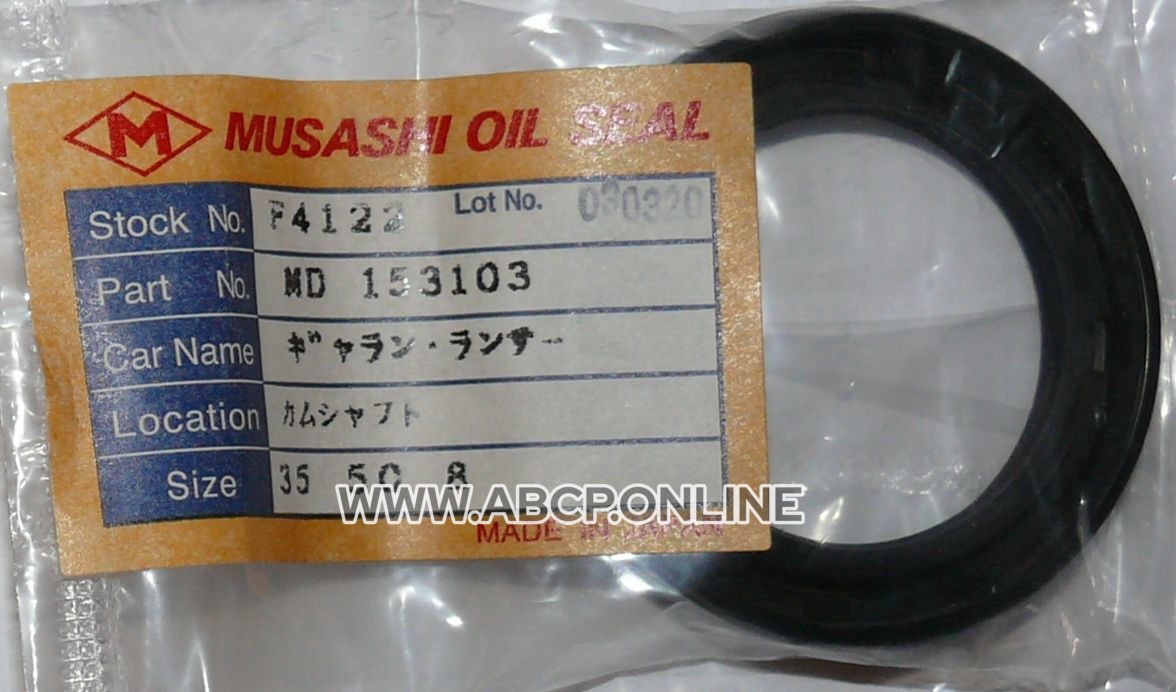 M MUSASHI OIL SEAL
Stock No. F4122 Lot No. 030320
Part No. MD 153103
Car Name ギャラン・ランサー
Location カムシャフト
Size 35 50 8
WWW.ABCP.ONLINE
MADE IN JAPAN